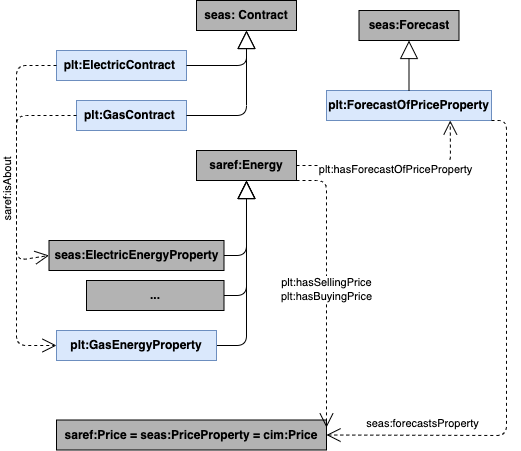 seas: Contract
seas:Forecast
plt:ElectricContract
plt:GasContract
plt:ForecastOfPriceProperty
saref:Energy
plt:hasForecastOfPriceProperty
saref:isAbout
seas:ElectricEnergyProperty
plt:hasSellingPrice
plt:hasBuyingPrice
...
plt:GasEnergyProperty
seas:forecastsProperty
saref:Price = seas:PriceProperty = cim:Price